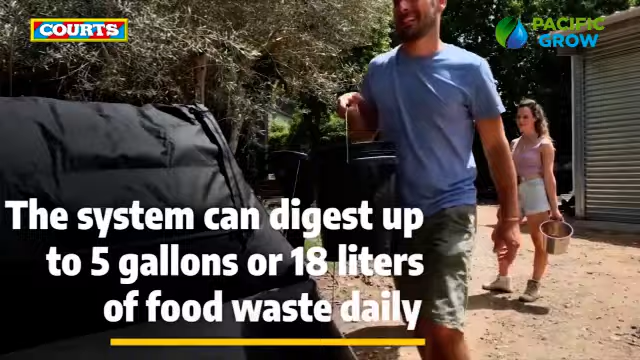 COURTS
PACIFIC
GROW
The system can digest up
to 5 gallons or 18 liters
of food waste daily